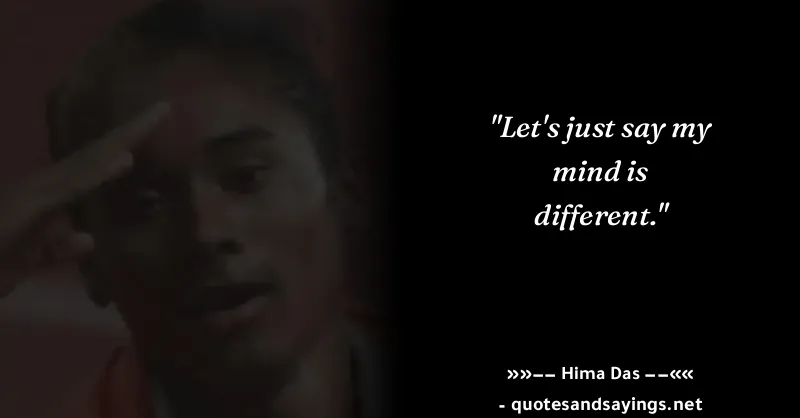 "Let's just say my
mind is
different."
»»−− Hima Das −−««
- quotesandsayings.net